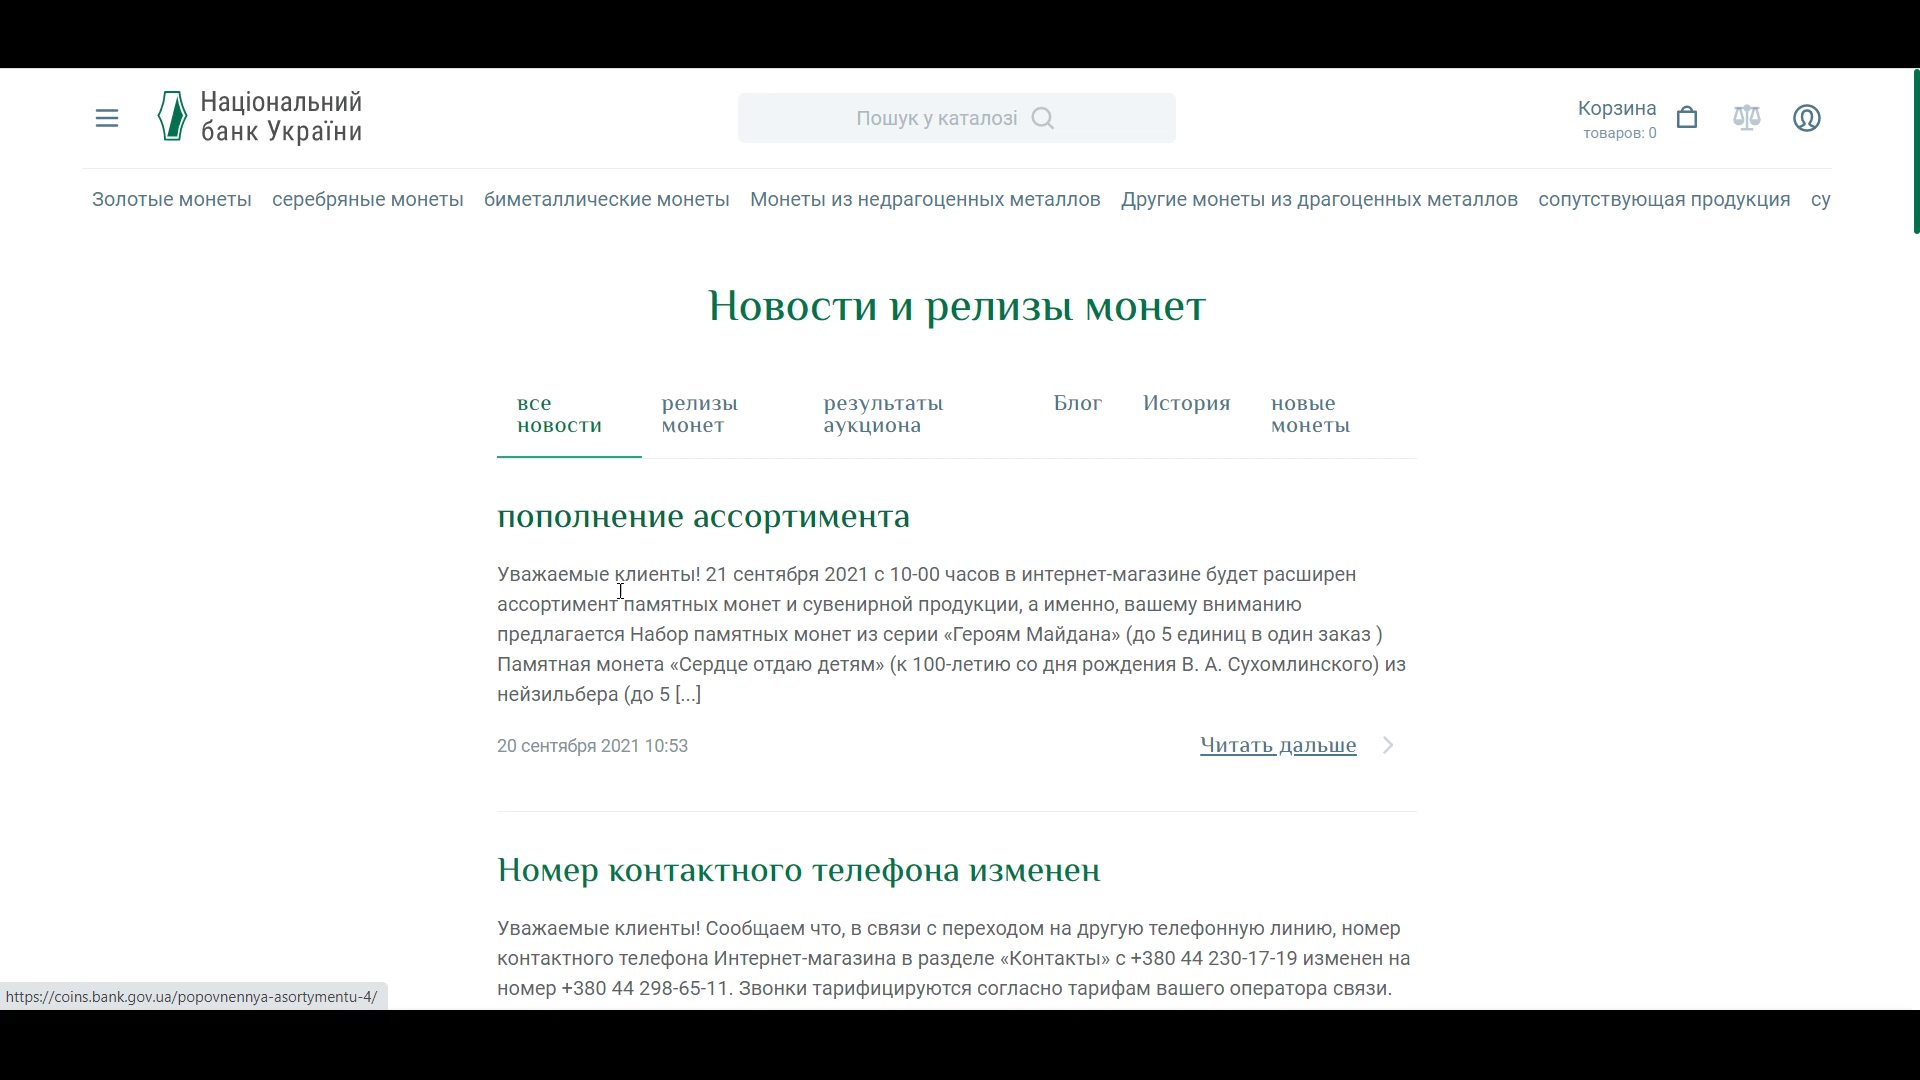 Національний
банк України
Пошук у каталозі
Корзина
товаров: 0
Золотые монеты серебряные монеты биметаллические монеты Монеты из недрагоценных металлов Другие монеты из драгоценных металлов сопутствующая продукция су
Новости и релизы монет
все
новости
релизы
монет
результаты
аукциона
Блог
История
новые
монеты
пополнение ассортимента
Уважаемые клиенты! 21 сентября 2021 с 10-00 часов в интернет-магазине будет расширен
ассортимент памятных монет и сувенирной продукции, а именно, вашему вниманию
предлагается Набор памятных монет из серии «Героям Майдана» (до 5 единиц в один заказ )
Памятная монета «Сердце отдаю детям» (к 100-летию со дня рождения В. А. Сухомлинского) из
нейзильбера (до 5 [...]
20 сентября 2021 10:53
Читать дальше
Номер контактного телефона изменен
Уважаемые клиенты! Сообщаем что, в связи с переходом на другую телефонную линию, номер
контактного телефона Интернет-магазина в разделе «Контакты» с +380 44 230-17-19 изменен на
номер +380 44 298-65-11. Звонки тарифицируются согласно тарифам вашего оператора связи.
https://coins.bank.gov.ua/popovnennya-asortymentu-4/